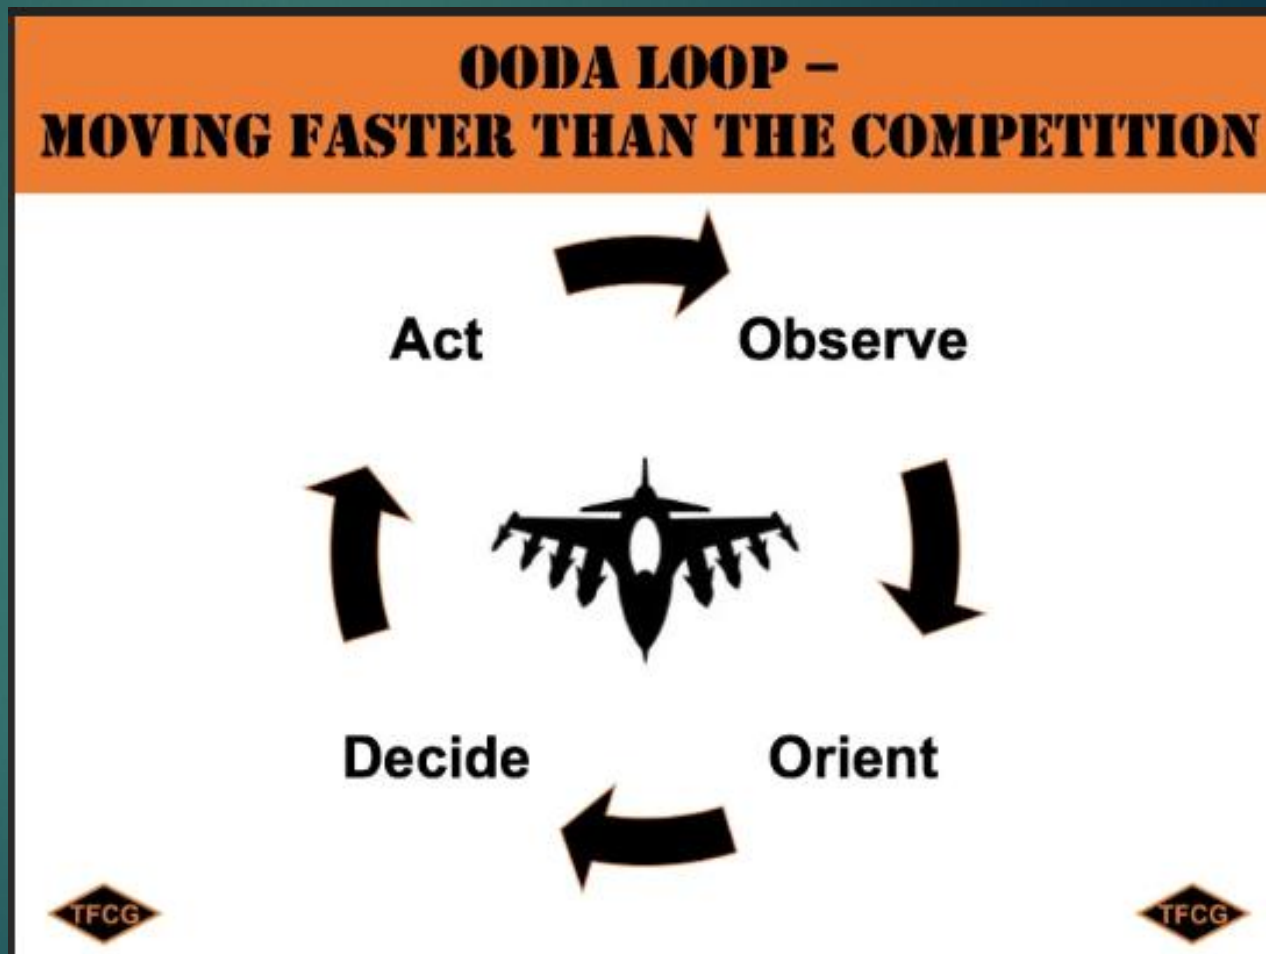 OODA LOOP –
MOVING FASTER THAN THE COMPETITION
Act
Observe
Decide
Orient
TFCG
TFCG